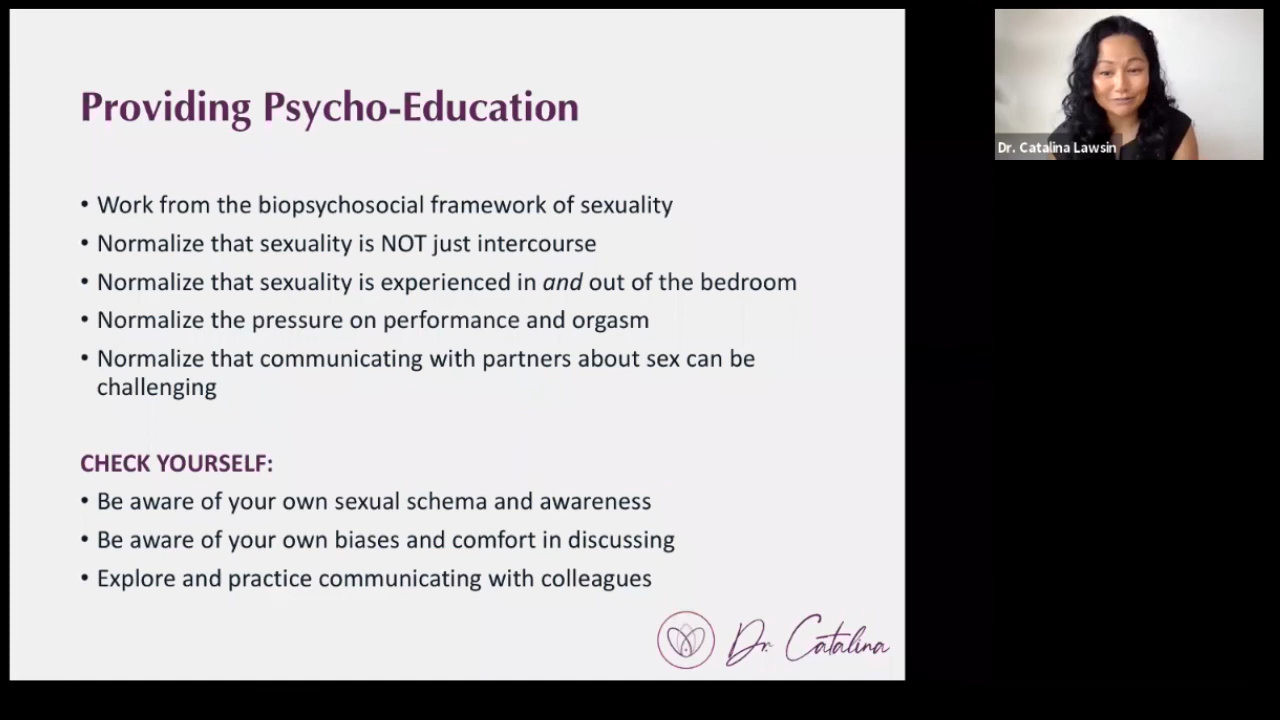 Providing Psycho-Education
• Work from the biopsychosocial framework of sexuality
• Normalize that sexuality is NOT just intercourse
• Normalize that sexuality is experienced in and out of the bedroom
• Normalize the pressure on performance and orgasm
• Normalize that communicating with partners about sex can be
challenging
CHECK YOURSELF:
• Be aware of your own sexual schema and awareness
• Be aware of your own biases and comfort in discussing
• Explore and practice communicating with colleagues
Dr. Catalina
Dr. Catalina Lawsin